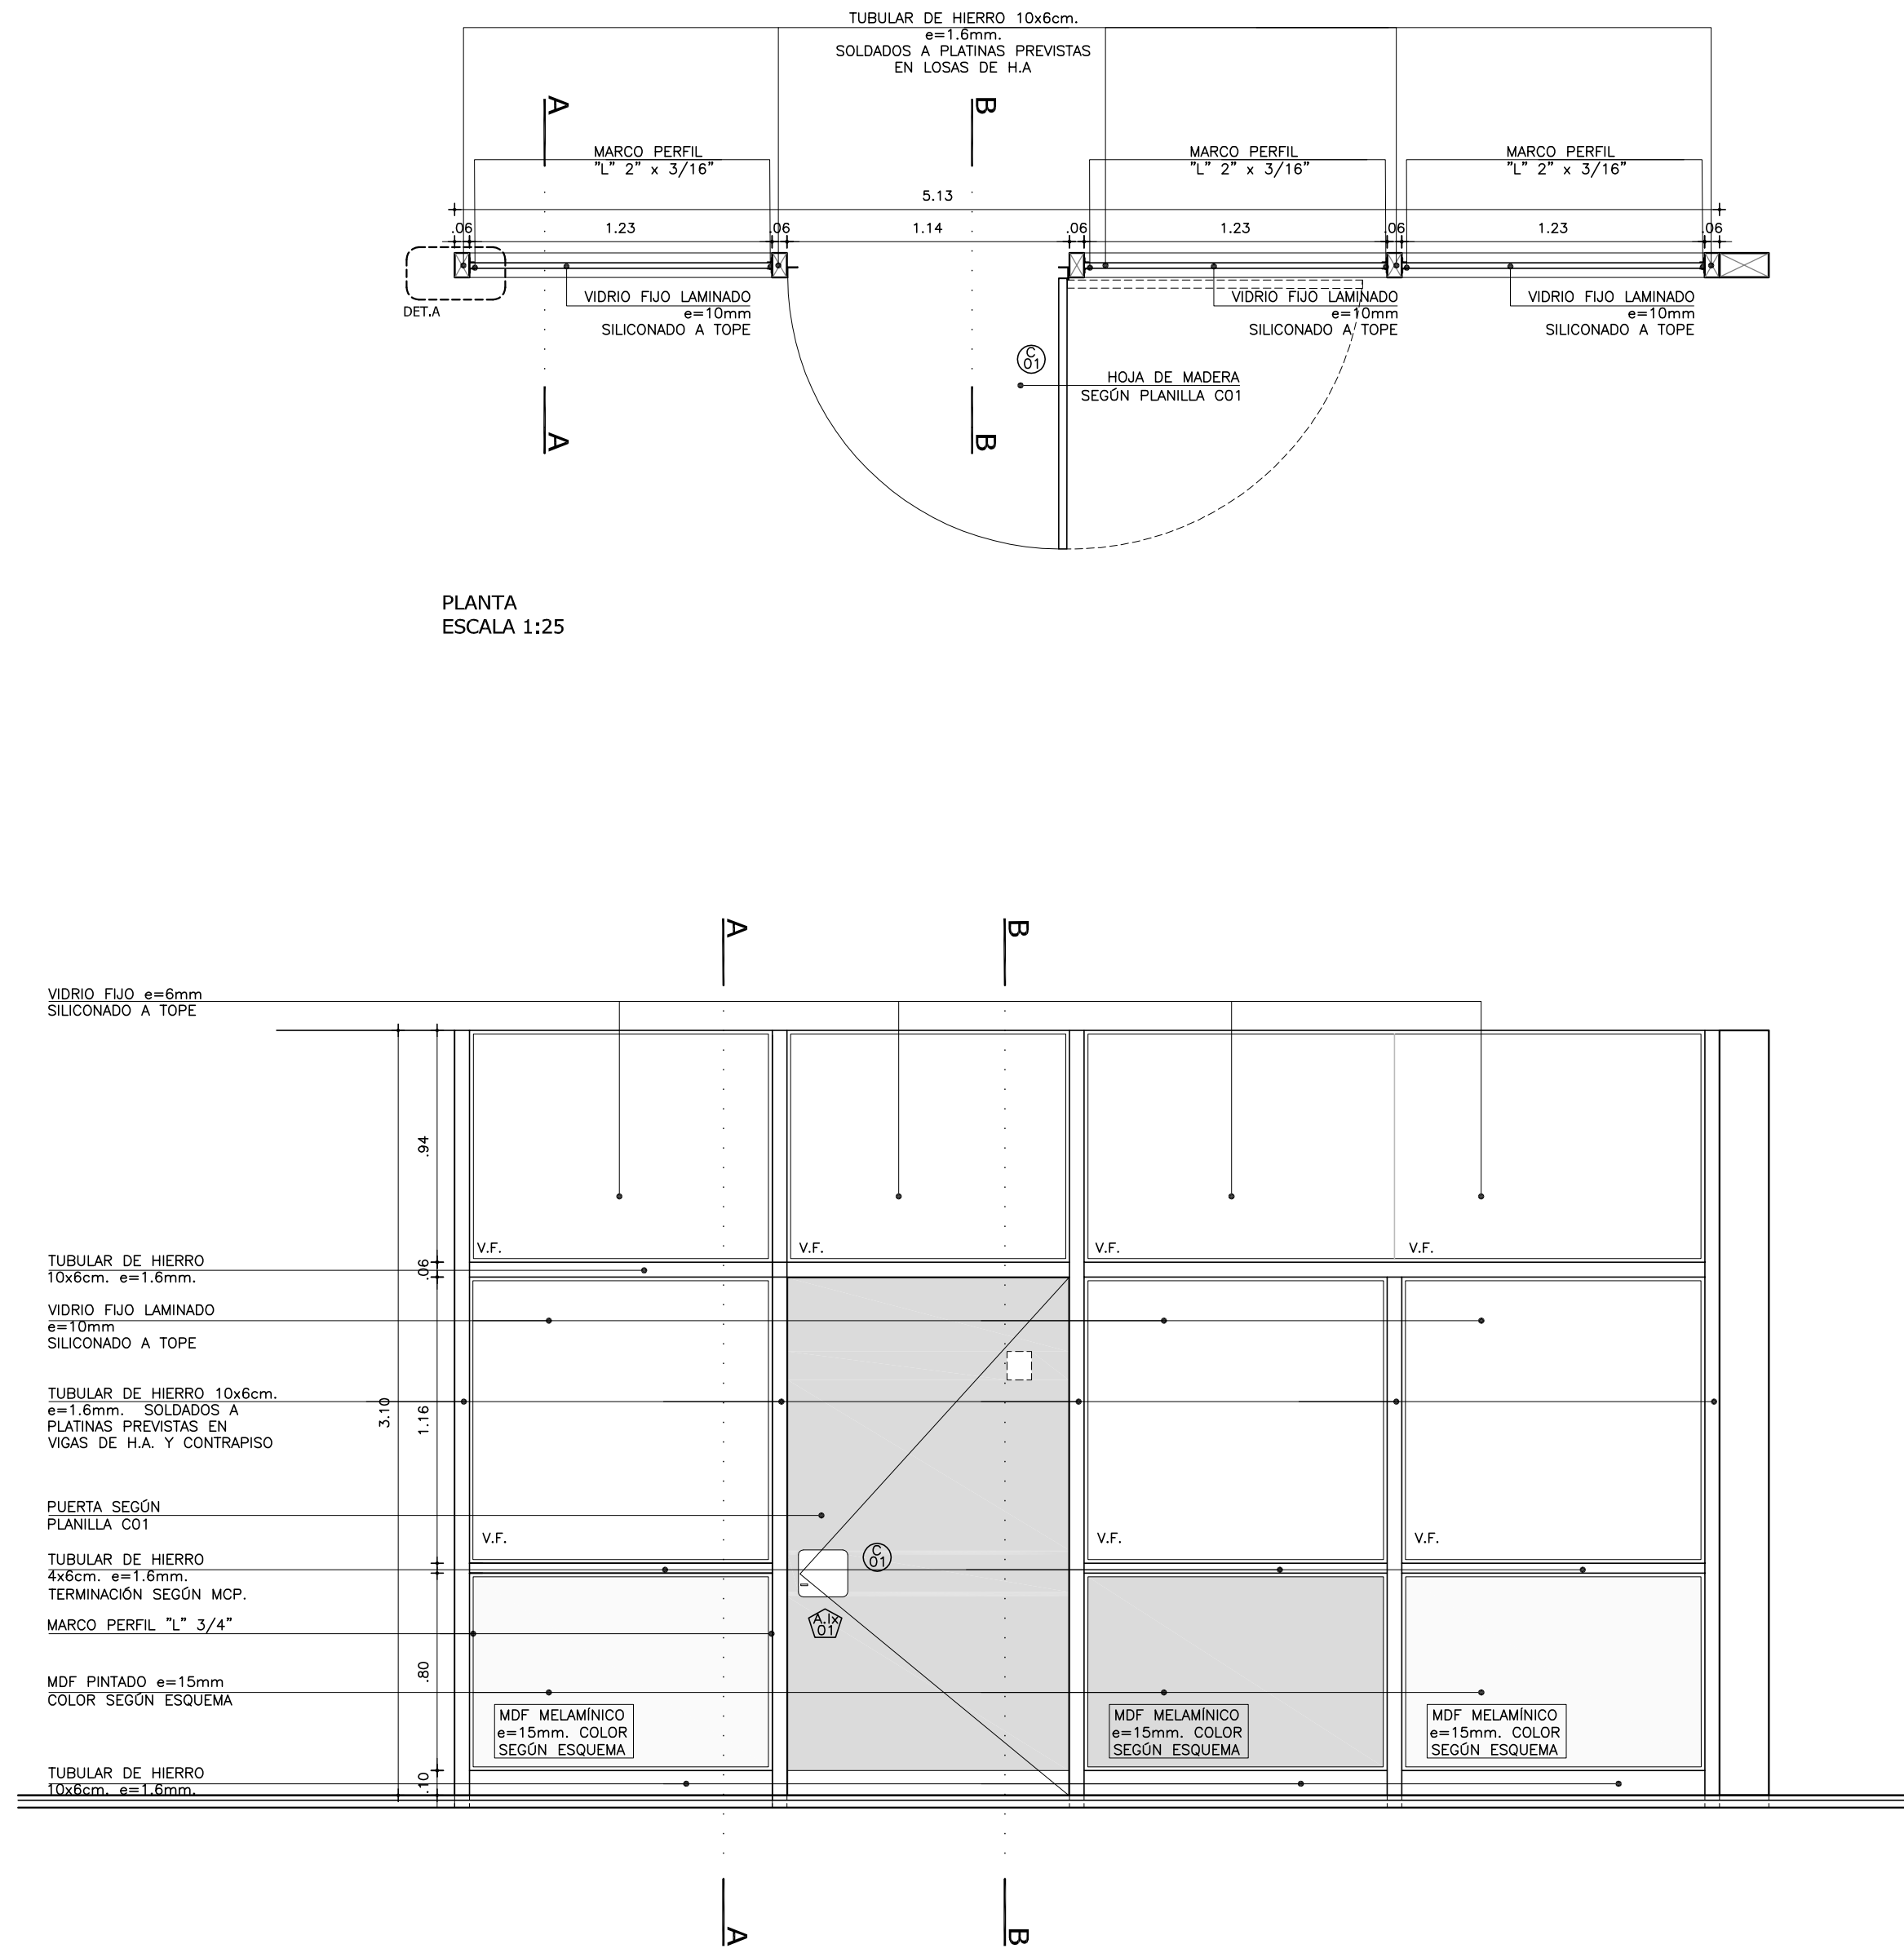 TUBULAR DE HIERRO 10x6cm.
e=1.6mm.
SOLDADOS A PLATINAS PREVISTAS
EN LOSAS DE H.A
A
B
MARCO PERFIL
"L" 2" x 3/16"
MARCO PERFIL
"L" 2" x 3/16"
MARCO PERFIL
"L" 2" x 3/16"
5.13
.06
1.23
.06
1.14
.06
1.23
.06
1.23
.06
DET.A
VIDRIO FIJO LAMINADO
e=10mm
SILICONADO A TOPE
VIDRIO FIJO LAMINADO
e=10mm
SILICONADO A TOPE
VIDRIO FIJO LAMINADO
e=10mm
SILICONADO A TOPE
C
01
HOJA DE MADERA
SEGÚN PLANILLA C01
A
B
PLANTA
ESCALA 1:25
A
B
VIDRIO FIJO e=6mm
SILICONADO A TOPE
.94
V.F.
V.F.
V.F.
V.F.
TUBULAR DE HIERRO
10x6cm. e=1.6mm.
.06
VIDRIO FIJO LAMINADO
e=10mm
SILICONADO A TOPE
TUBULAR DE HIERRO 10x6cm.
e=1.6mm. SOLDADOS A
PLATINAS PREVISTAS EN
VIGAS DE H.A. Y CONTRAPISO
3.10
1.16
PUERTA SEGÚN
PLANILLA C01
V.F.
V.F.
V.F.
C
01
TUBULAR DE HIERRO
4x6cm. e=1.6mm.
TERMINACIÓN SEGÚN MCP.
A.Ix
01
MARCO PERFIL "L" 3/4"
.80
MDF PINTADO e=15mm
COLOR SEGÚN ESQUEMA
MDF MELAMÍNICO
e=15mm. COLOR
SEGÚN ESQUEMA
MDF MELAMÍNICO
e=15mm. COLOR
SEGÚN ESQUEMA
MDF MELAMÍNICO
e=15mm. COLOR
SEGÚN ESQUEMA
TUBULAR DE HIERRO
10x6cm. e=1.6mm.
.10
A
B